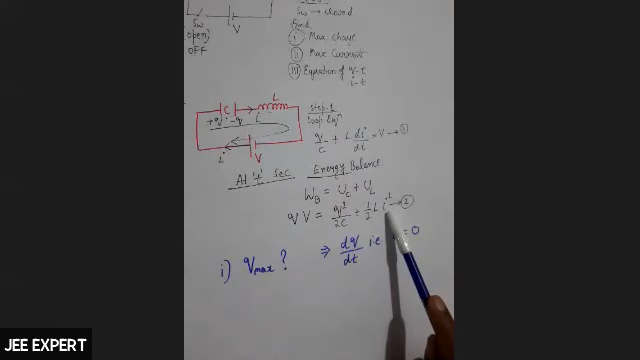 Sw → closed
Find
(i) Max charge
(ii) Max Current
(iii) Equation of q-t
i-t
Sw
(open)
OFF
V
C
L
+q
-q
i
i
V
Step-1
Loop Eqⁿ
q/C + L di/dt = V → (1)
At 't' sec
Energy Balance
W_B = U_C + U_L
q V = q²/2C + 1/2 L i² → (2)
i) q_max ?
⇒ dq/dt i.e = 0
JEE EXPERT